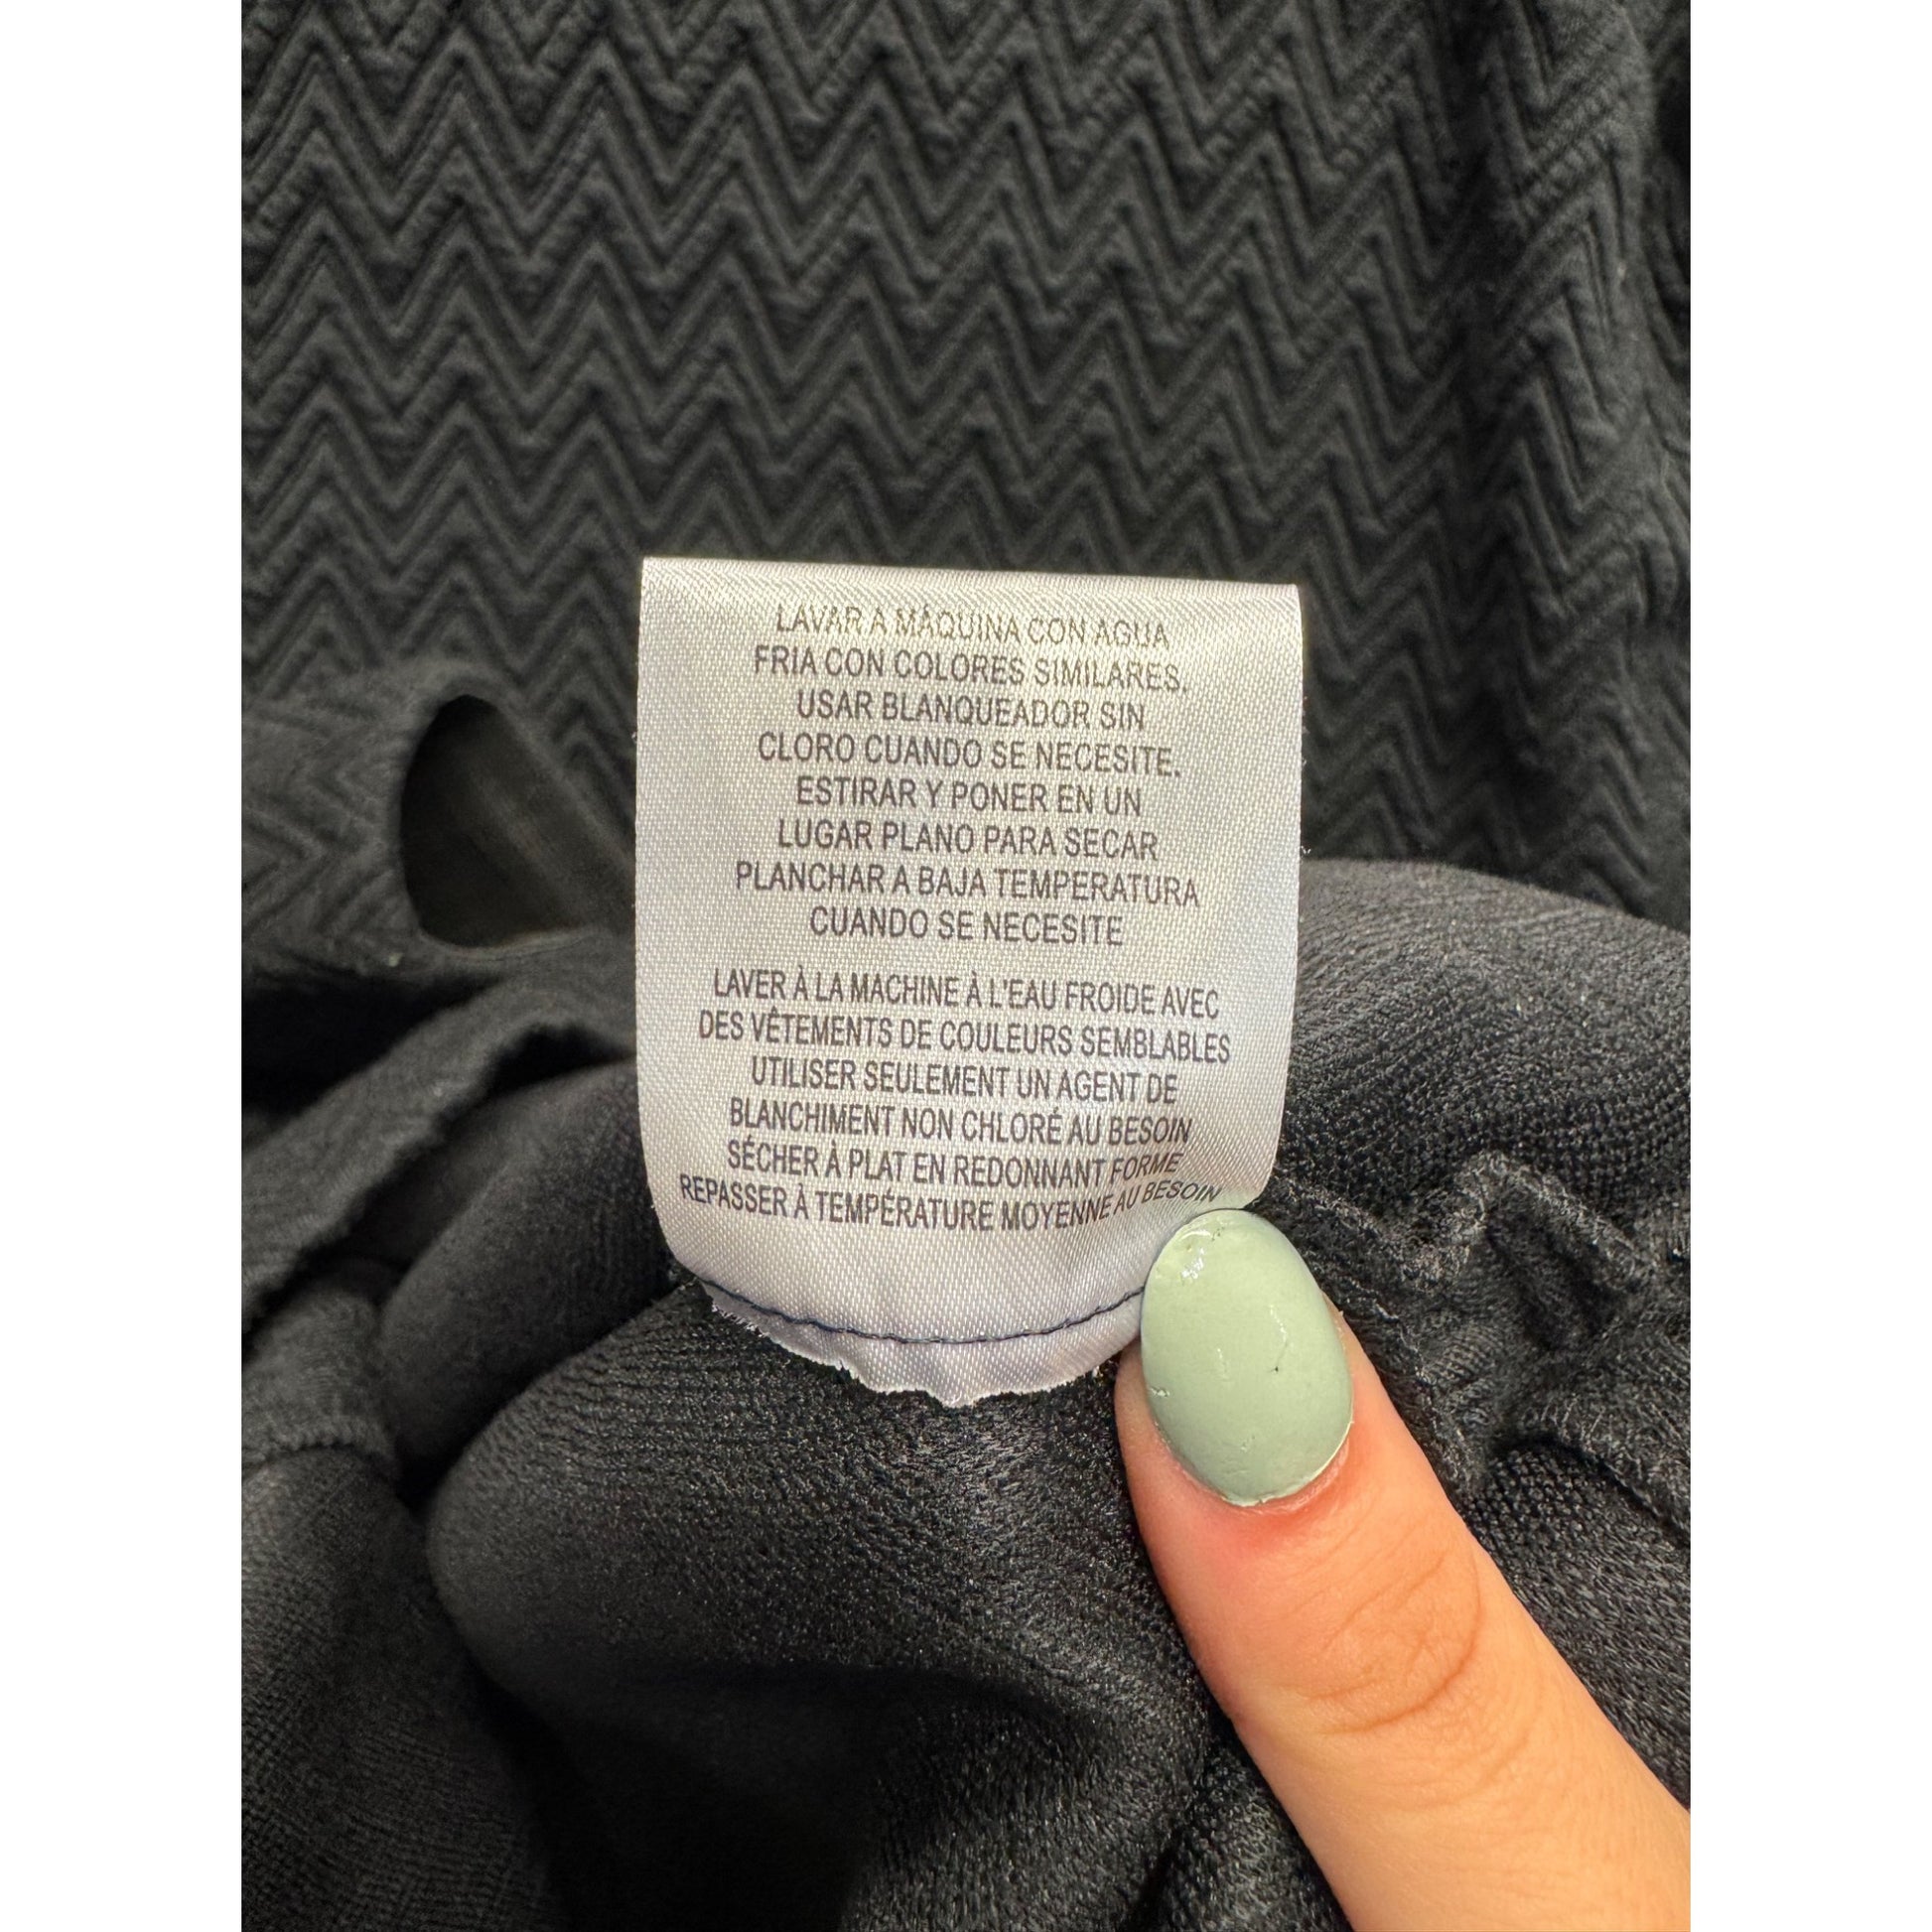 LAVAR A MÁQUINA CON AGUA
FRIA CON COLORES SIMILARES.
USAR BLANQUEADOR SIN
CLORO CUANDO SE NECESITE.
ESTIRAR Y PONER EN UN
LUGAR PLANO PARA SECAR
PLANCHAR A BAJA TEMPERATURA
CUANDO SE NECESITE
LAVER À LA MACHINE À L'EAU FROIDE AVEC
DES VÊTEMENTS DE COULEURS SEMBLABLES
UTILISER SEULEMENT UN AGENT DE
BLANCHIMENT NON CHLORÉ AU BESOIN
SÉCHER À PLAT EN REDONNANT FORME
REPASSER À TEMPÉRATURE MOYENNE AU BESOIN